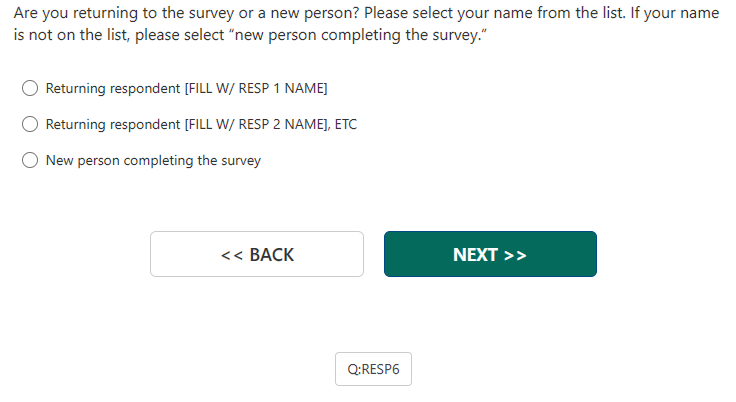 Are you returning to the survey or a new person? Please select your name from the list. If your name
is not on the list, please select “new person completing the survey.”
Returning respondent [FILL W/ RESP 1 NAME]
Returning respondent [FILL W/ RESP 2 NAME], ETC
New person completing the survey
<< BACK
NEXT >>
Q:RESP6